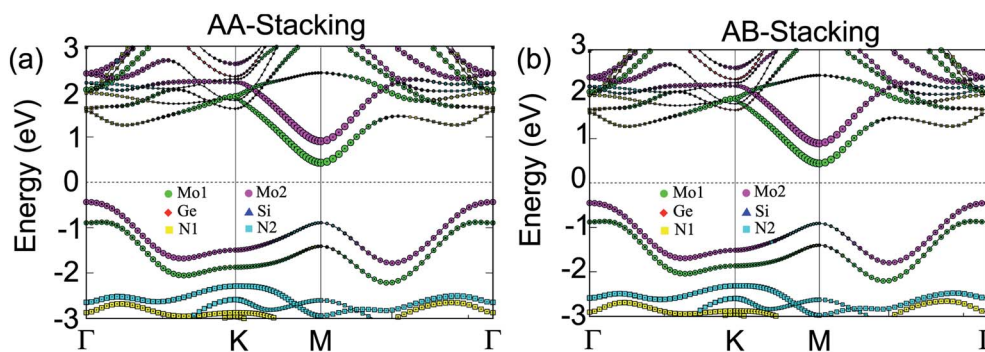 AA-Stacking
(a)
Energy (eV)
3
2
1
0
-1
-2
-3
Mo1
Mo2
Ge
Si
N1
N2
Γ
K
M
Γ
AB-Stacking
(b)
Energy (eV)
3
2
1
0
-1
-2
-3
Mo1
Mo2
Ge
Si
N1
N2
Γ
K
M
Γ